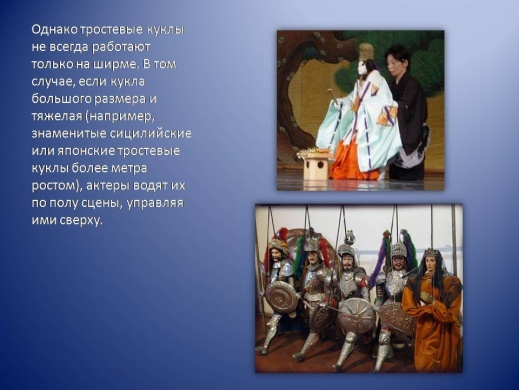 Однако тростевые куклы
не всегда работают
только на ширме. В том
случае, если кукла
большого размера и
тяжелая (например,
знаменитые сицилийские
или японские тростевые
куклы более метра
ростом), актеры водят их
по полу сцены, управляя
ими сверху.